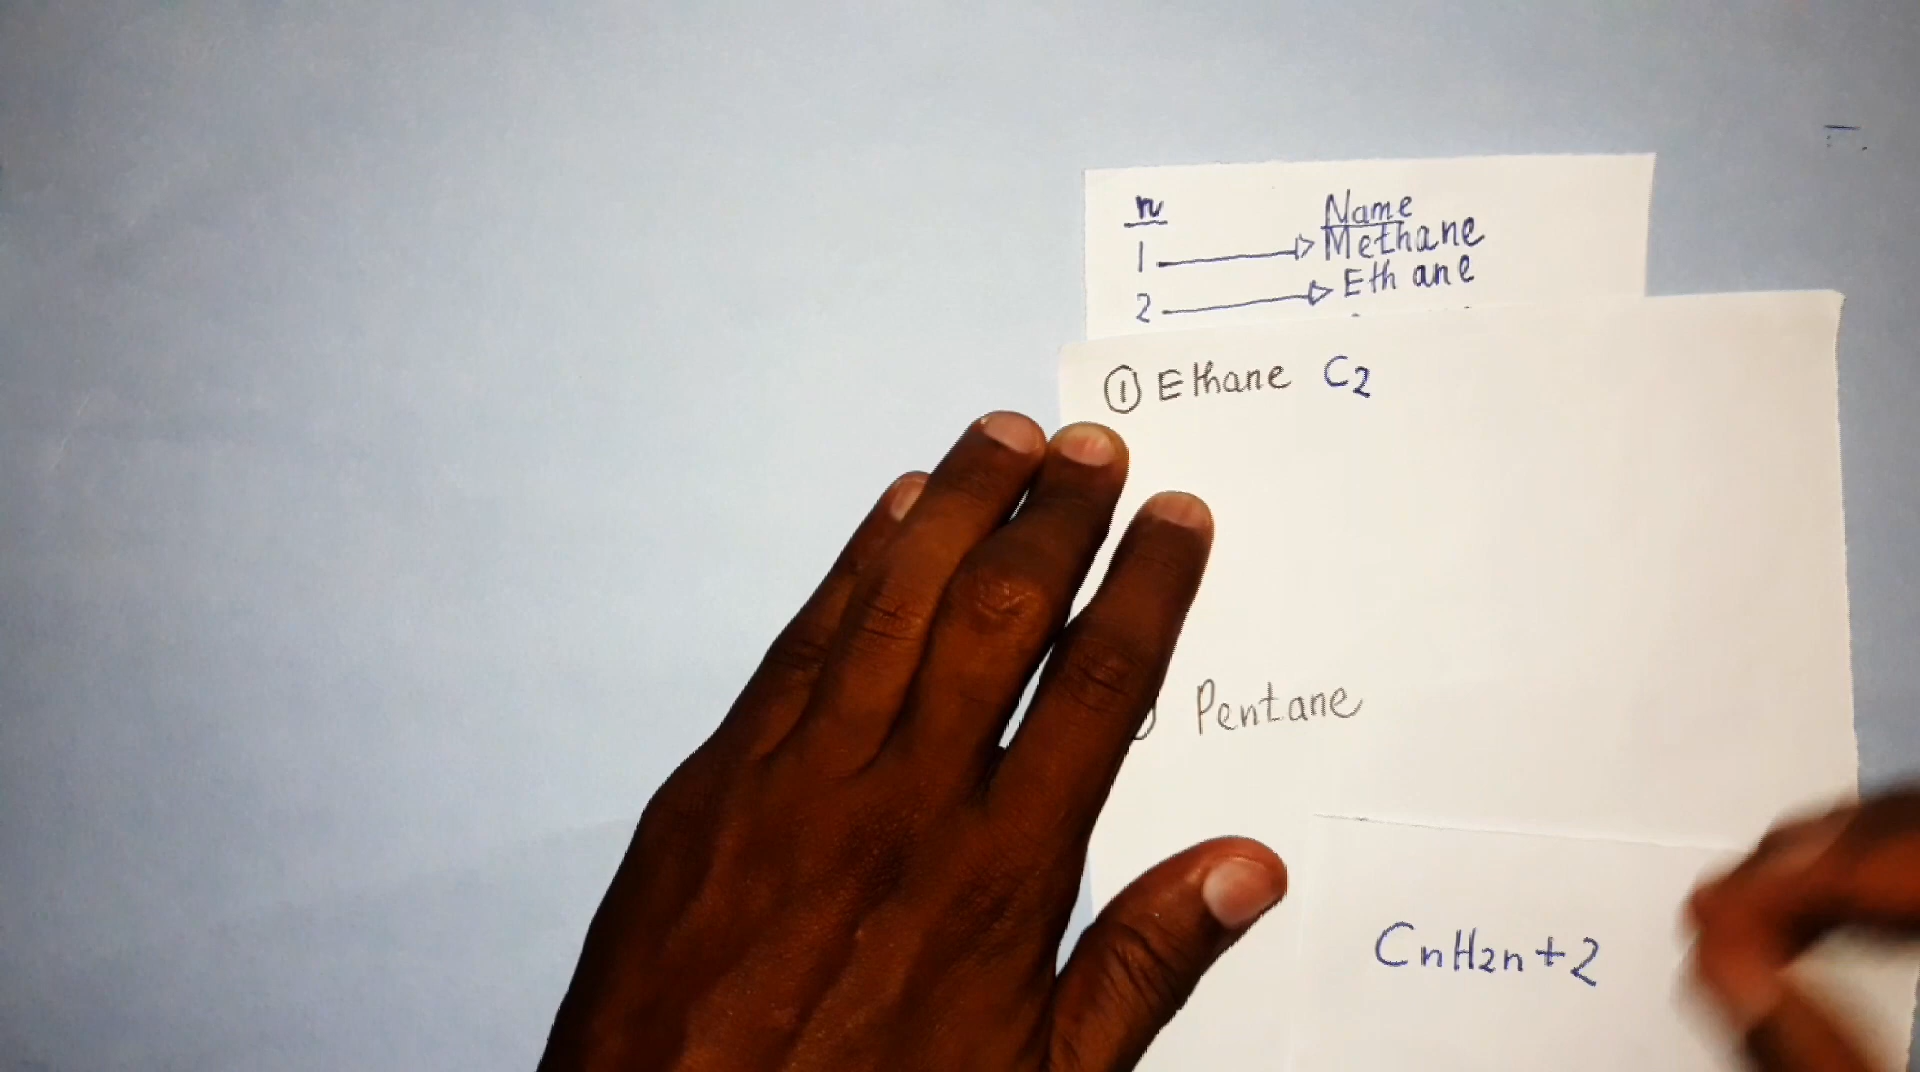 n Name
1 Methane
2 Ethane
① Ethane C2
Pentane
CnH2n+2